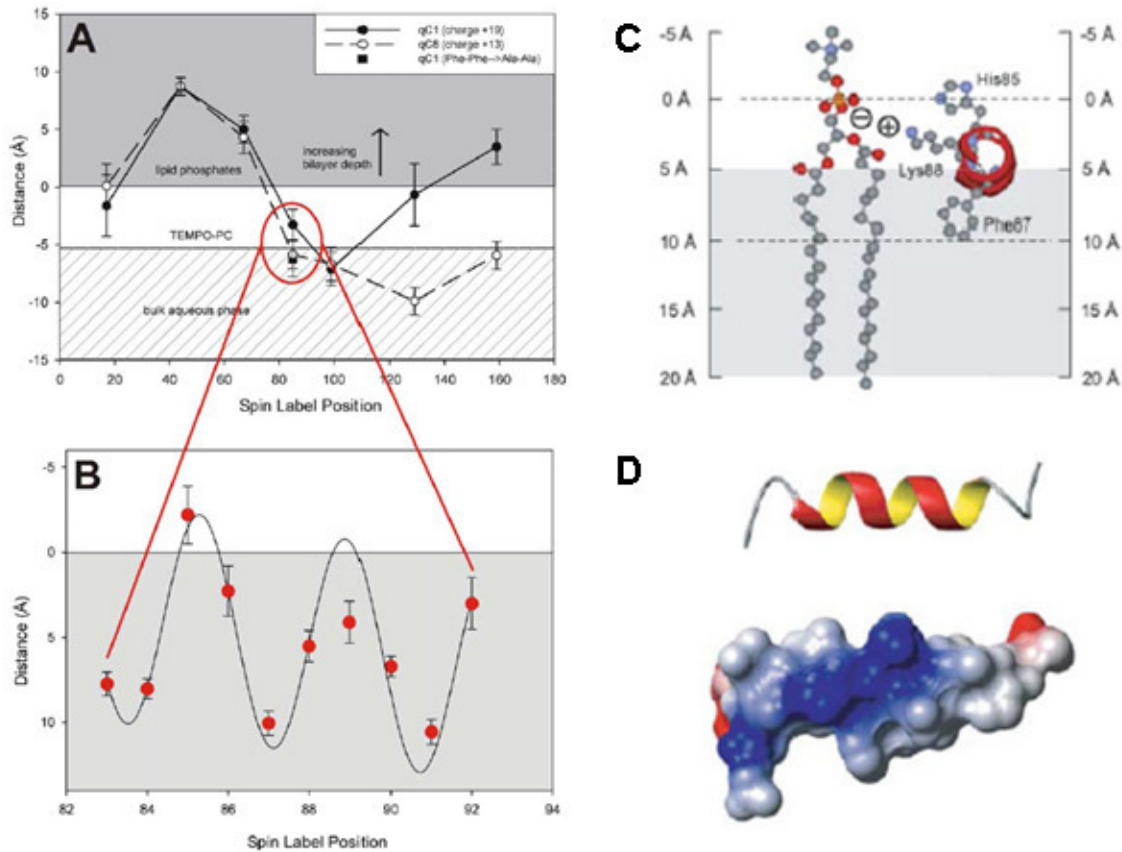 A
qC1 (charge +19)
qC8 (charge +13)
qC1 (Phe-Phe-->Ala-Ala)
15
10
5
0
-5
-10
-15
Distance (Å)
increasing
bilayer depth
lipid phosphates
TEMPO-PC
bulk aqueous phase
0 20 40 60 80 100 120 140 160 180
Spin Label Position
B
-5
0
5
10
Distance (Å)
82 84 86 88 90 92 94
Spin Label Position
C
-5 Å -5 Å
His85
0 Å 0 Å
− +
Lys88
5 Å 5 Å
Phe87
10 Å 10 Å
15 Å 15 Å
20 Å 20 Å
D